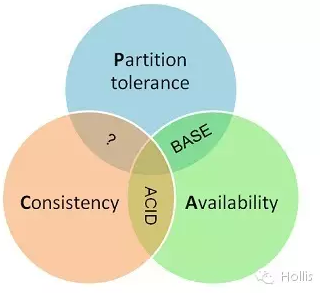 Partition
tolerance
?
BASE
Consistency
ACID
Availability
Hollis